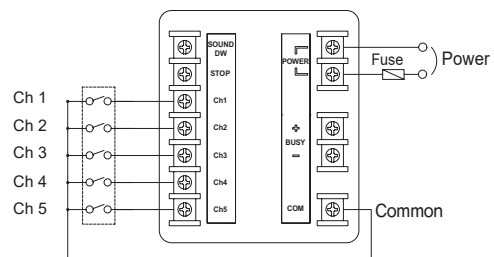 SOUND
DW
STOP
Ch1
Ch2
Ch3
Ch4
Ch5
POWER
+
BUSY
−
COM
Ch 1
Ch 2
Ch 3
Ch 4
Ch 5
Fuse
Power
Common